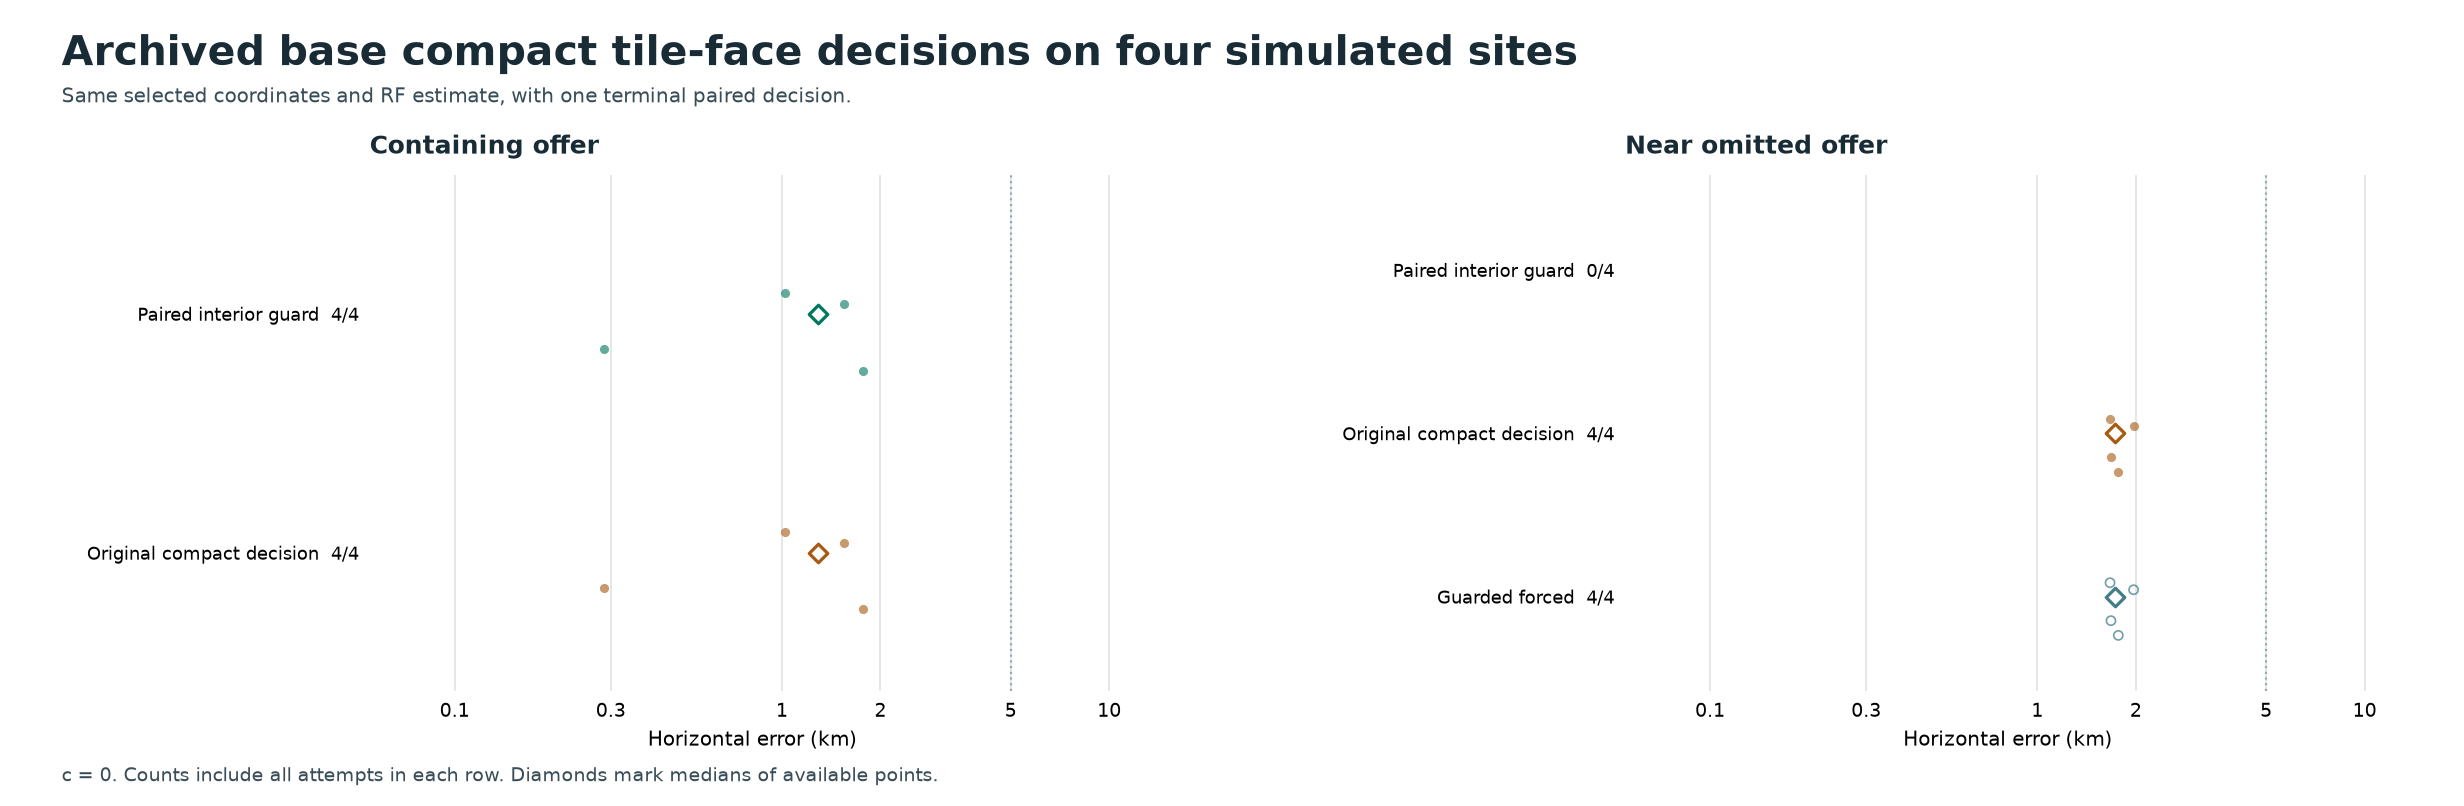 Archived base compact tile-face decisions on four simulated sites
Same selected coordinates and RF estimate, with one terminal paired decision.
Containing offer
Paired interior guard 4/4
Original compact decision 4/4
0.1 0.3 1 2 5 10
Horizontal error (km)
Near omitted offer
Paired interior guard 0/4
Original compact decision 4/4
Guarded forced 4/4
0.1 0.3 1 2 5 10
Horizontal error (km)
c = 0. Counts include all attempts in each row. Diamonds mark medians of available points.